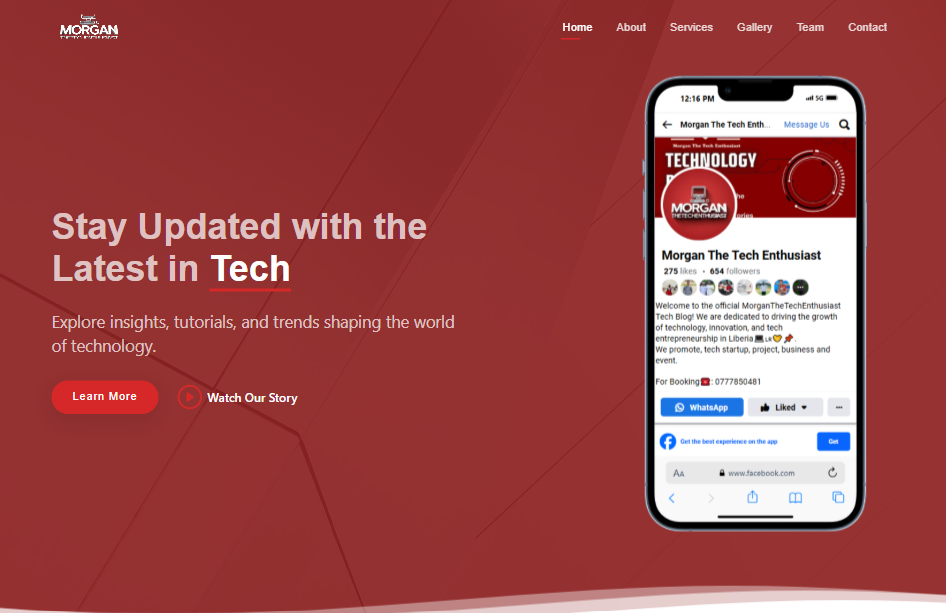 MORGAN
THETECHENTHUSIAST
Home About Services Gallery Team Contact
Stay Updated with the
Latest in Tech
Explore insights, tutorials, and trends shaping the world
of technology.
Learn More
Watch Our Story
12:16 PM 5G
Morgan The Tech Enth... Message Us
Morgan The Tech Enthusiast
TECHNOLOGY
MORGAN
THETECHENTHUSIAST
Morgan The Tech Enthusiast
275 likes • 654 followers
Welcome to the official MorganTheTechEnthusiast
Tech Blog! We are dedicated to driving the growth
of technology, innovation, and tech
entrepreneurship in Liberia 💻 LR 💛 📌 .
We promote, tech startup, project, business and
event.
For Booking☎️: 0777850481
WhatsApp
Liked
Get the best experience on the app
Get
AA www.facebook.com